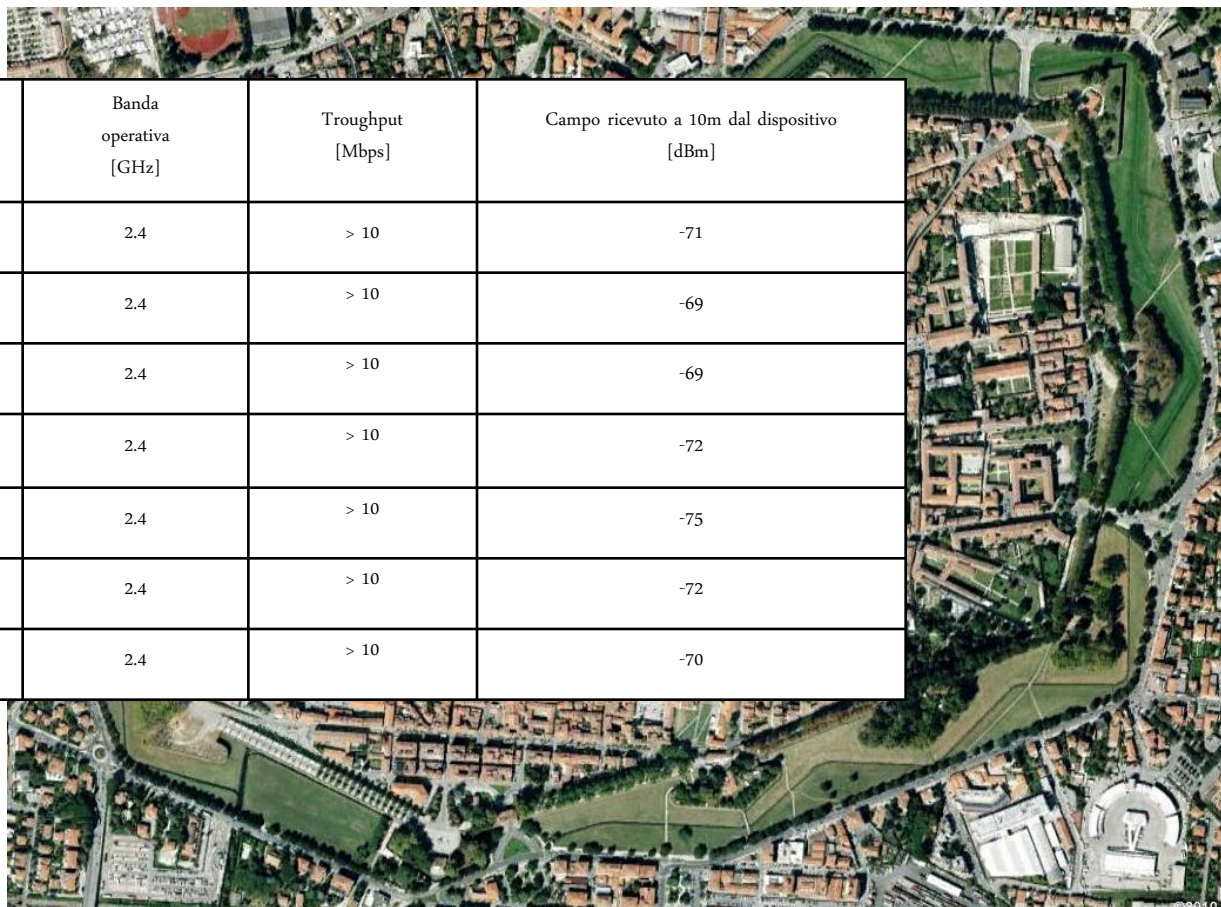 Banda
operativa
[GHz]
Troughput
[Mbps]
Campo ricevuto a 10m dal dispositivo
[dBm]
2.4 > 10 -71
2.4 > 10 -69
2.4 > 10 -69
2.4 > 10 -72
2.4 > 10 -75
2.4 > 10 -72
2.4 > 10 -70
©2010